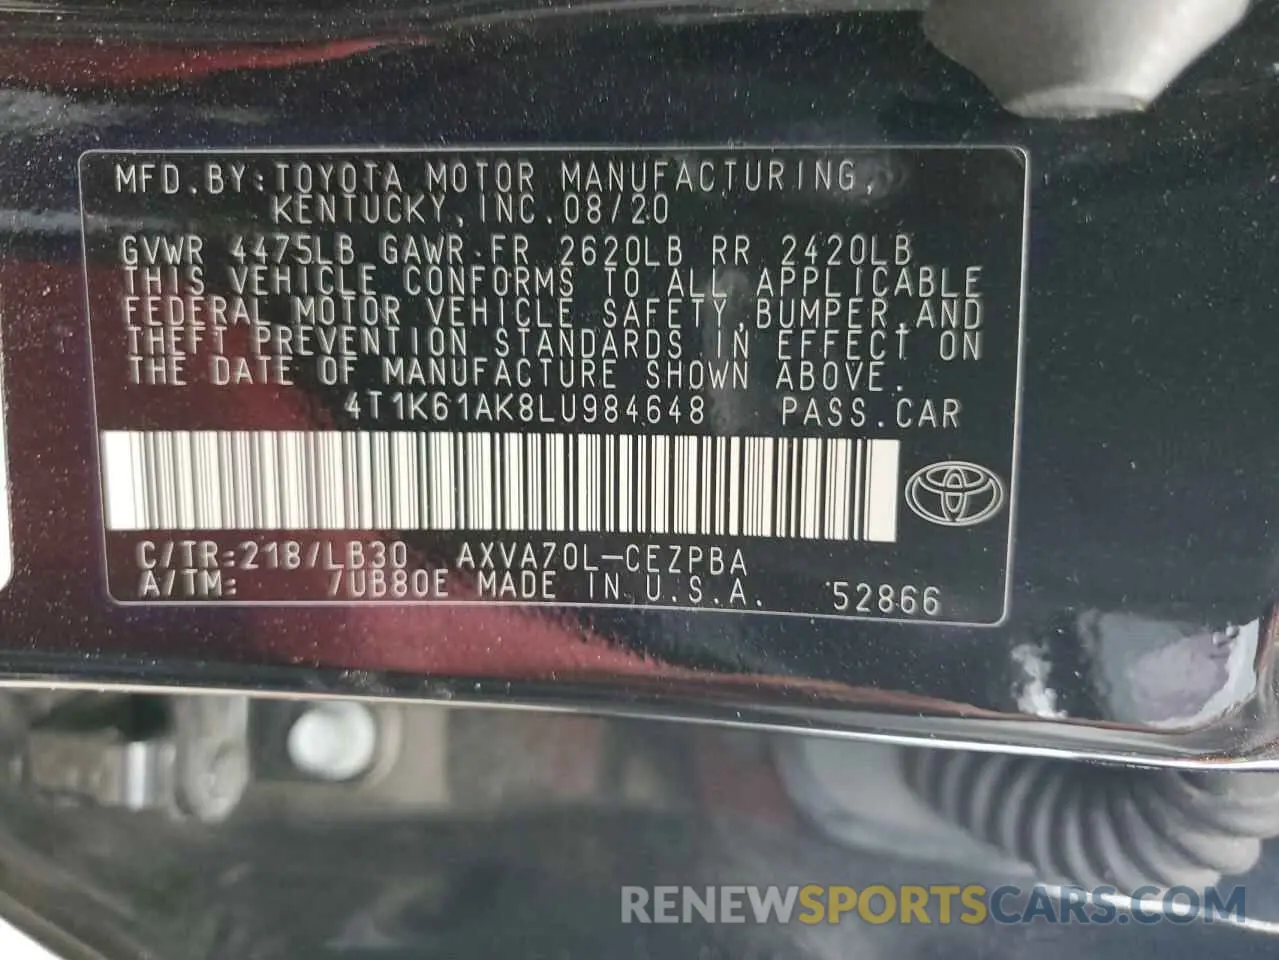 MFD.BY:TOYOTA MOTOR MANUFACTURING,
KENTUCKY,INC.08/20
GVWR 4475LB GAWR FR 2620LB RR 2420LB
THIS VEHICLE CONFORMS TO ALL APPLICABLE
FEDERAL MOTOR VEHICLE SAFETY,BUMPER,AND
THEFT PREVENTION STANDARDS IN EFFECT ON
THE DATE OF MANUFACTURE SHOWN ABOVE.
4T1K61AK8LU984648 PASS.CAR
C/TR:218/LB30 AXVA70L-CEZPBA
A/TM: 7UB80E MADE IN U.S.A. 52866
RENEWSPORTSCARS.COM